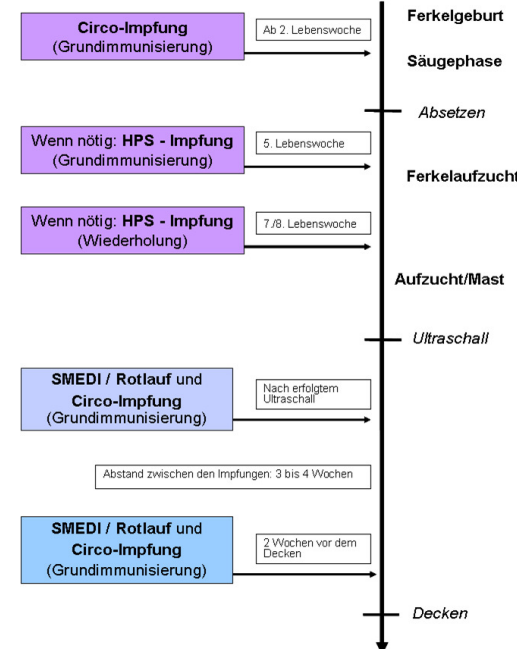 Ferkelgeburt
Circo-Impfung
(Grundimmunisierung)
Ab 2. Lebenswoche
Säugephase
Absetzen
Wenn nötig: HPS - Impfung
(Grundimmunisierung)
5. Lebenswoche
Ferkelaufzucht
Wenn nötig: HPS - Impfung
(Wiederholung)
7./8. Lebenswoche
Aufzucht/Mast
Ultraschall
SMEDI / Rotlauf und
Circo-Impfung
(Grundimmunisierung)
Nach erfolgtem
Ultraschall
Abstand zwischen den Impfungen: 3 bis 4 Wochen
SMEDI / Rotlauf und
Circo-Impfung
(Grundimmunisierung)
2 Wochen vor dem
Decken
Decken